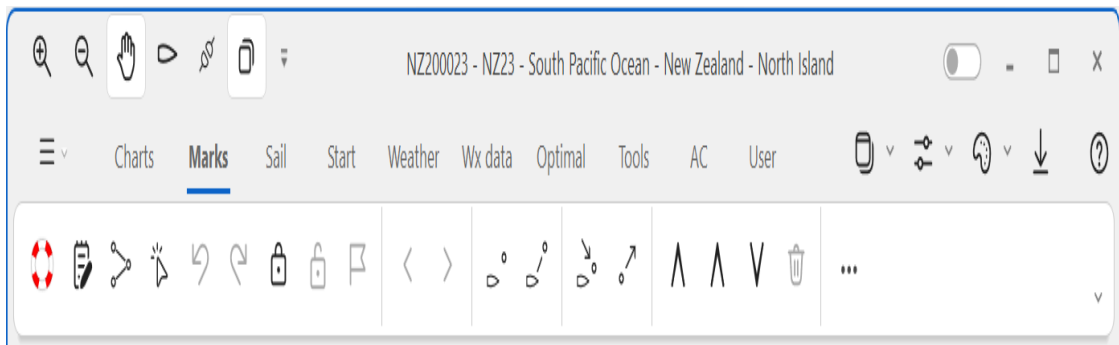 NZ200023 - NZ23 - South Pacific Ocean - New Zealand - North Island
Charts Marks Sail Start Weather Wx data Optimal Tools AC User